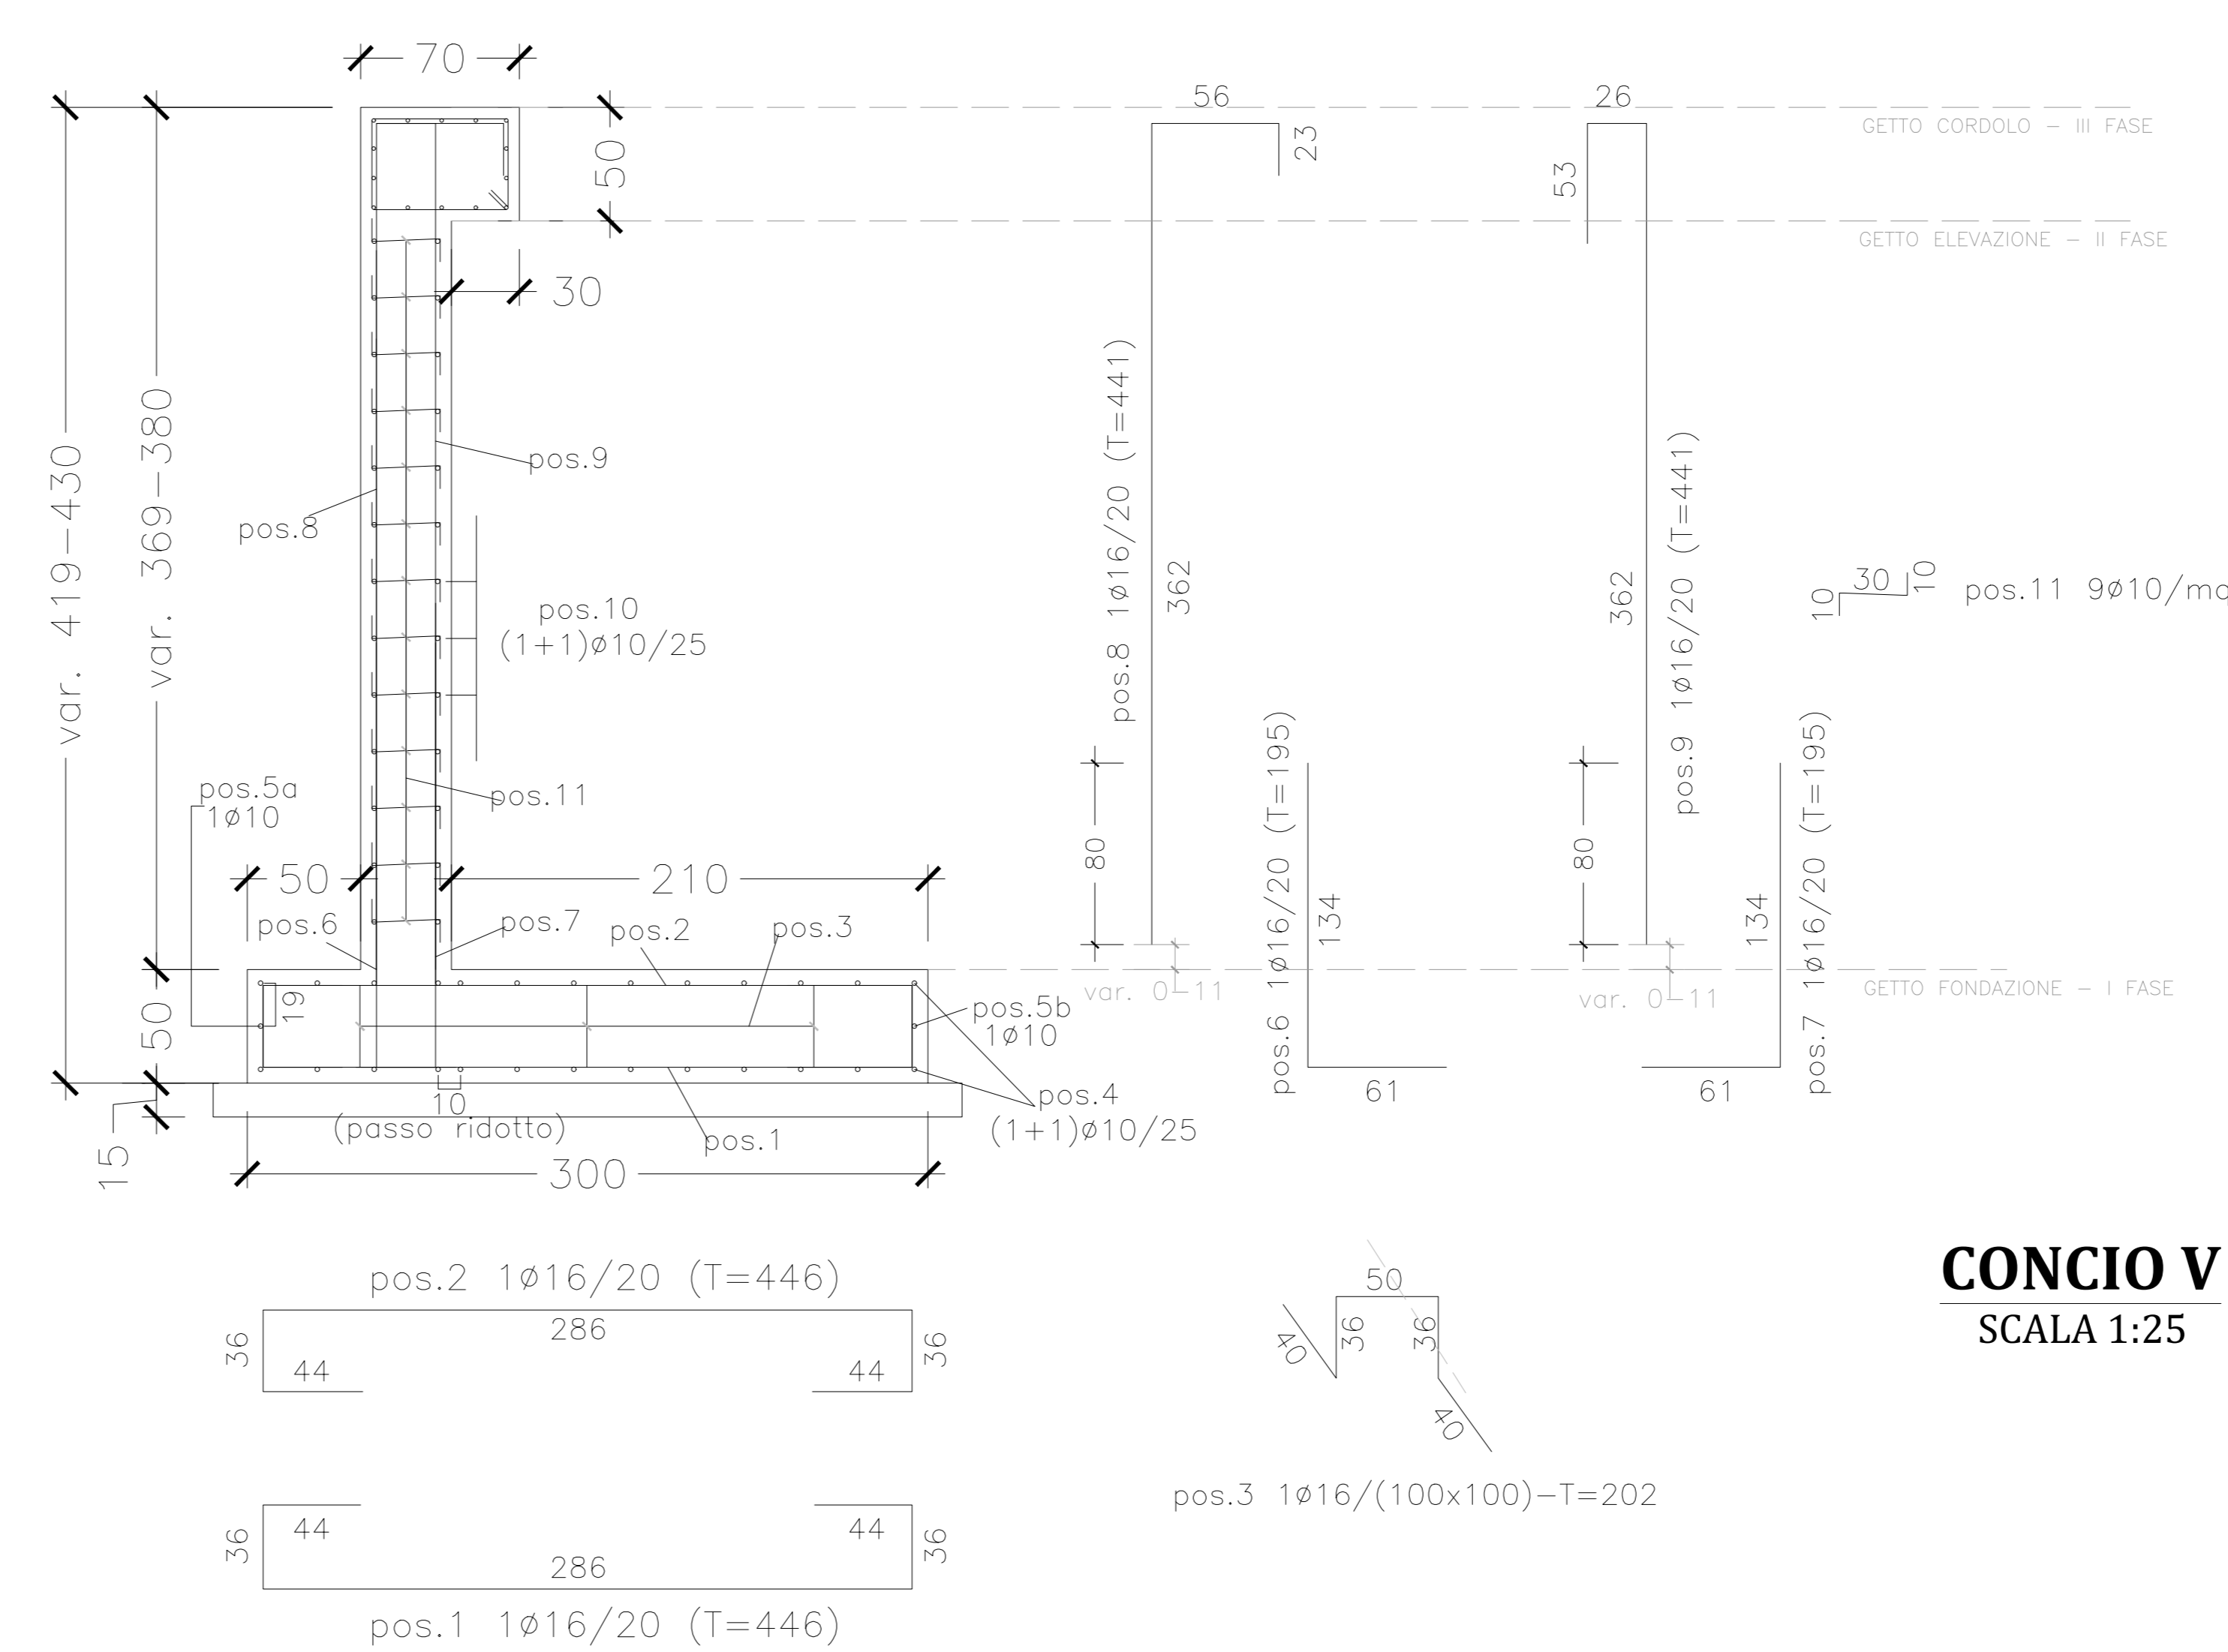 70
56
26
GETTO CORDOLO – III FASE
23
50
53
GETTO ELEVAZIONE – II FASE
30
var. 419–430
var. 369–380
pos.9
pos.8
pos.10
(1+1)ø10/25
pos.8 1ø16/20 (T=441)
362
362
pos.9 1ø16/20 (T=441)
10
30
10
pos.11 9ø10/mq
pos.5a
1ø10
pos.11
50
210
80
80
pos.6 1ø16/20 (T=195)
134
134
pos.7 1ø16/20 (T=195)
pos.6
pos.7
pos.2
pos.3
19
50
var. 0–11
var. 0–11
GETTO FONDAZIONE – I FASE
pos.5b
1ø10
10
(passo ridotto)
pos.4
(1+1)ø10/25
pos.1
61
61
15
300
pos.2 1ø16/20 (T=446)
286
36
36
44
44
50
36
36
40
40
CONCIO V
SCALA 1:25
pos.3 1ø16/(100x100)–T=202
44
44
36
36
286
pos.1 1ø16/20 (T=446)